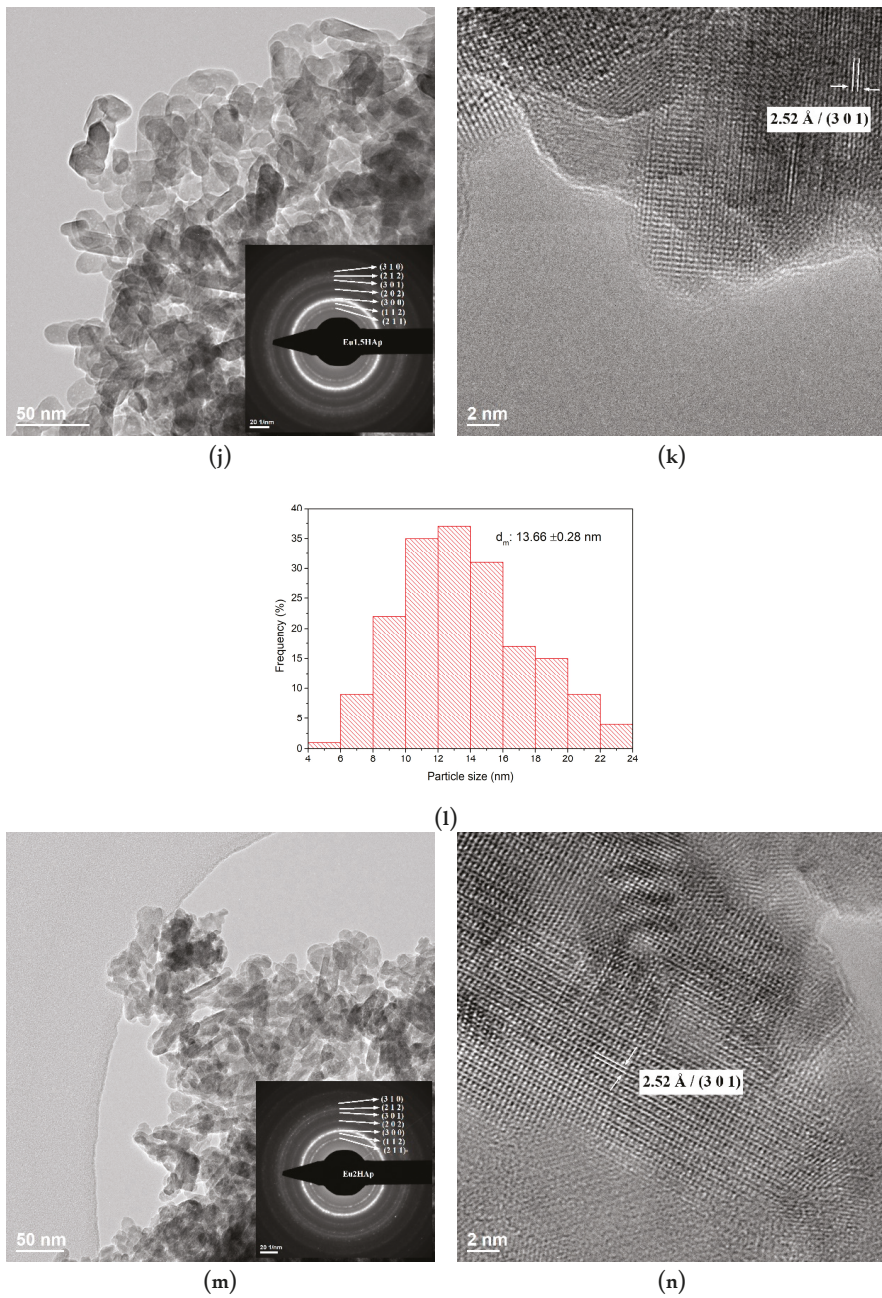 (3 1 0)
(2 1 2)
(3 0 1)
(2 0 2)
(3 0 0)
(1 1 2)
(2 1 1)
Eu1.5HAp
50 nm
20 1/nm
(j)
2.52 Å / (3 0 1)
2 nm
(k)
40
35
30
25
20
15
10
5
0
Frequency (%)
dm: 13.66 ±0.28 nm
4 6 8 10 12 14 16 18 20 22 24
Particle size (nm)
(l)
(3 1 0)
(2 1 2)
(3 0 1)
(2 0 2)
(3 0 0)
(1 1 2)
(2 1 1)
Eu2HAp
50 nm
20 1/nm
(m)
2.52 Å / (3 0 1)
2 nm
(n)